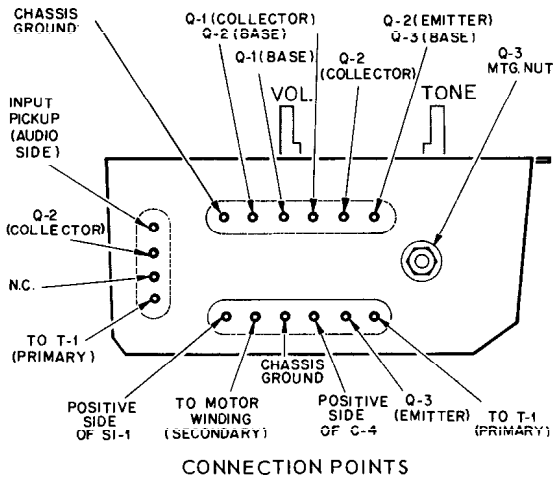 CHASSIS
GROUND
Q-1 (COLLECTOR)
Q-2 (BASE)
Q-1 (BASE)
Q-2 (EMITTER)
Q-3 (BASE)
Q-2
(COLLECTOR)
Q-3
MTG. NUT
VOL.
TONE
INPUT
PICKUP
(AUDIO
SIDE)
Q-2
(COLLECTOR)
N.C.
TO T-1
(PRIMARY)
POSITIVE
SIDE
OF SI-1
TO MOTOR
WINDING
(SECONDARY)
CHASSIS
GROUND
POSITIVE
SIDE
OF C-4
Q-3
(EMITTER)
TO T-1
(PRIMARY)
CONNECTION POINTS